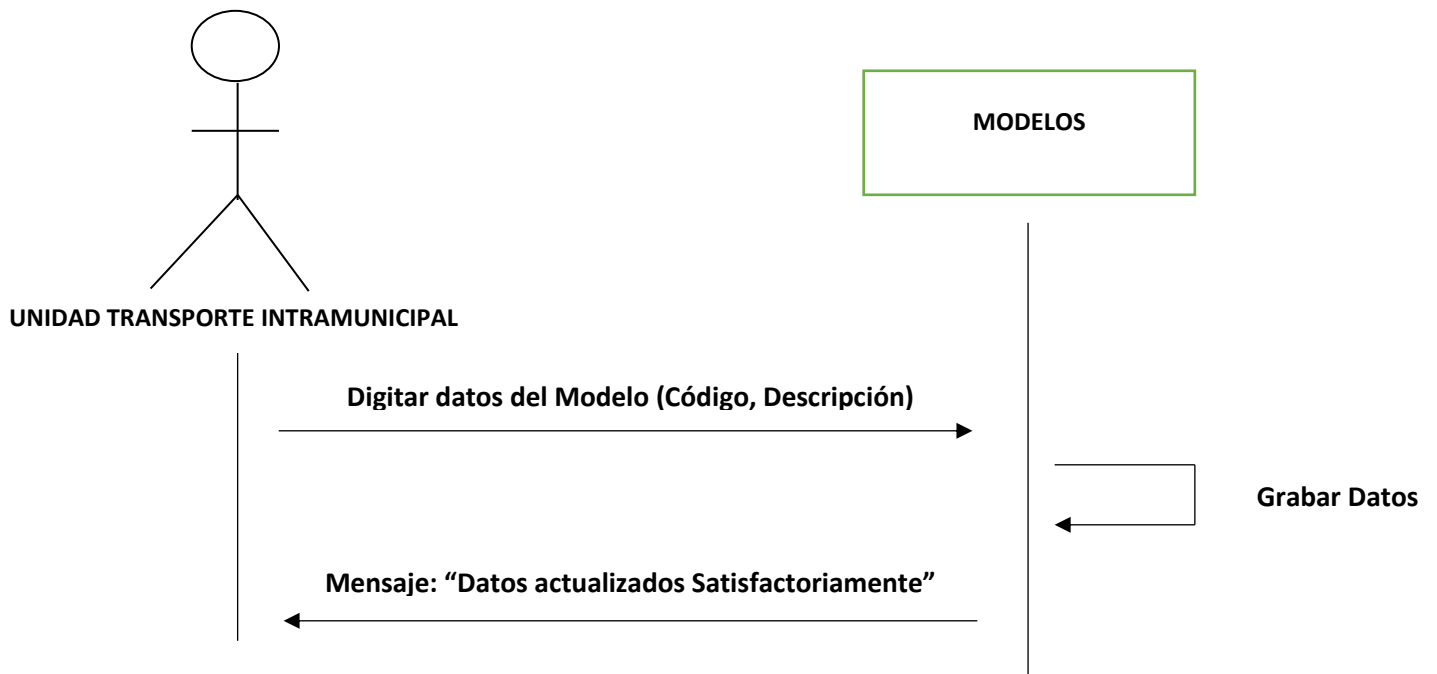 MODELOS
UNIDAD TRANSPORTE INTRAMUNICIPAL
Digitar datos del Modelo (Código, Descripción)
Grabar Datos
Mensaje: “Datos actualizados Satisfactoriamente”